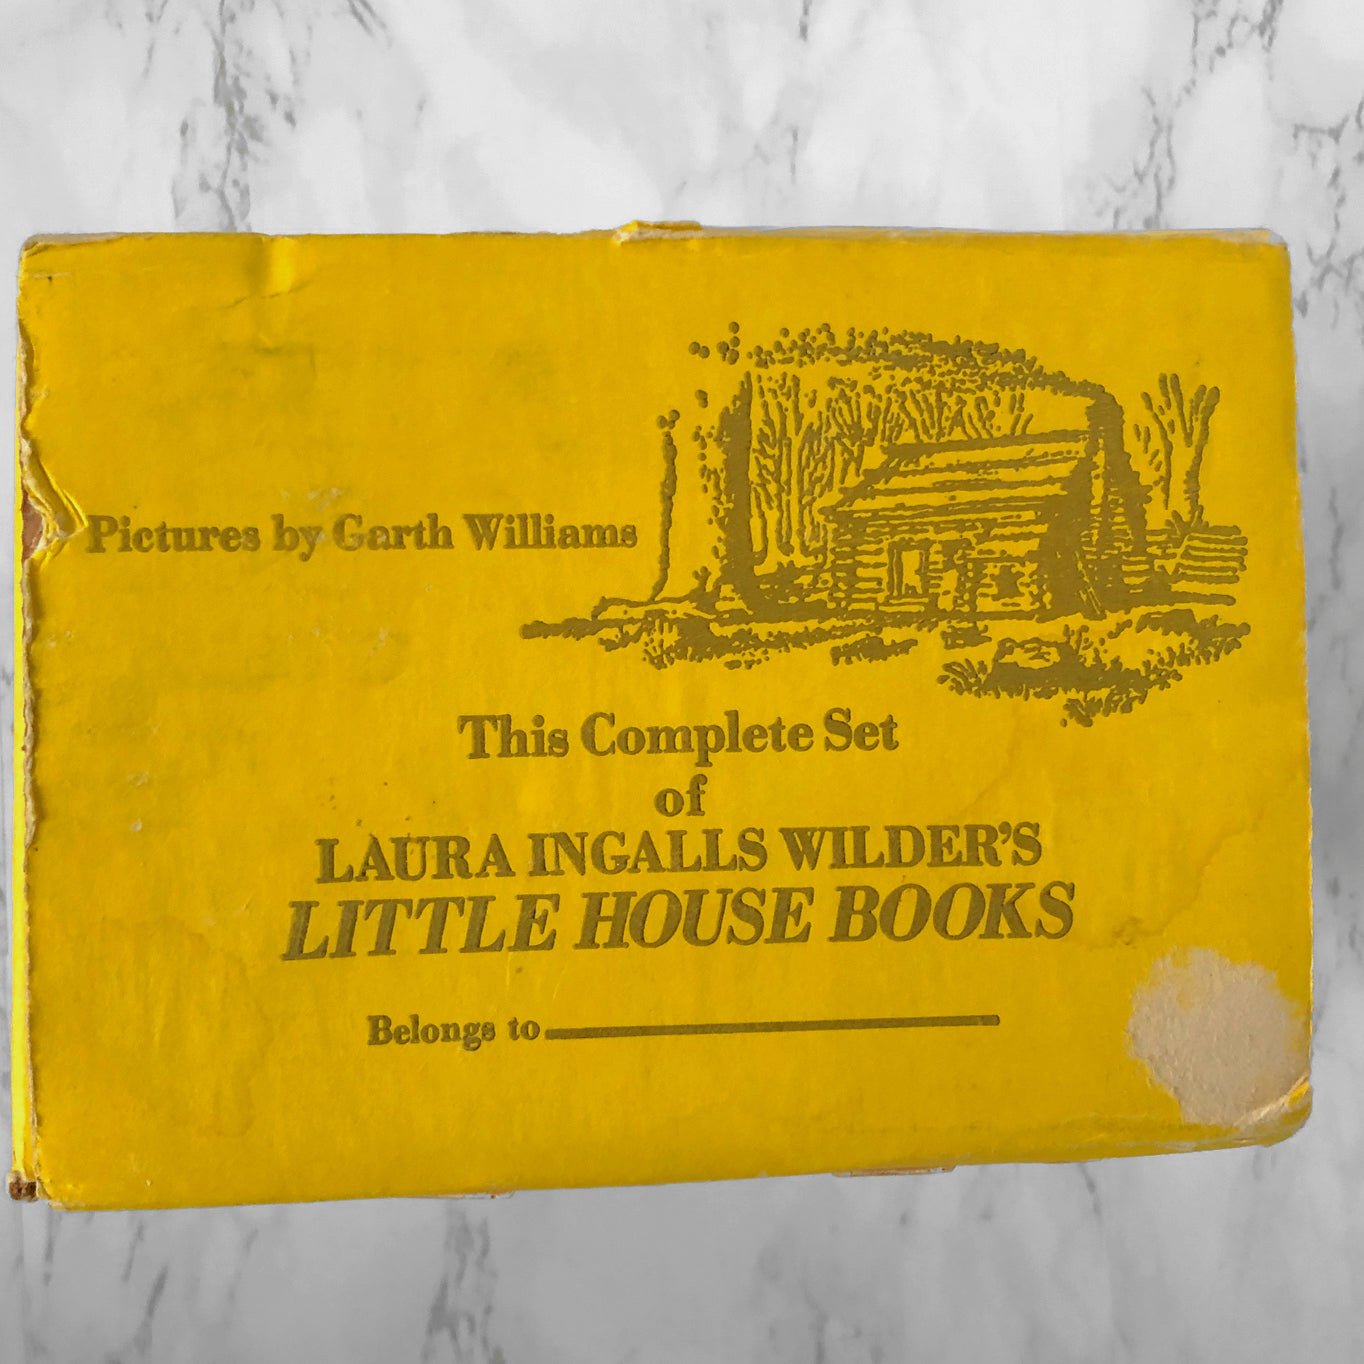 Pictures by Garth Williams
This Complete Set
of
LAURA INGALLS WILDER'S
LITTLE HOUSE BOOKS
Belongs to